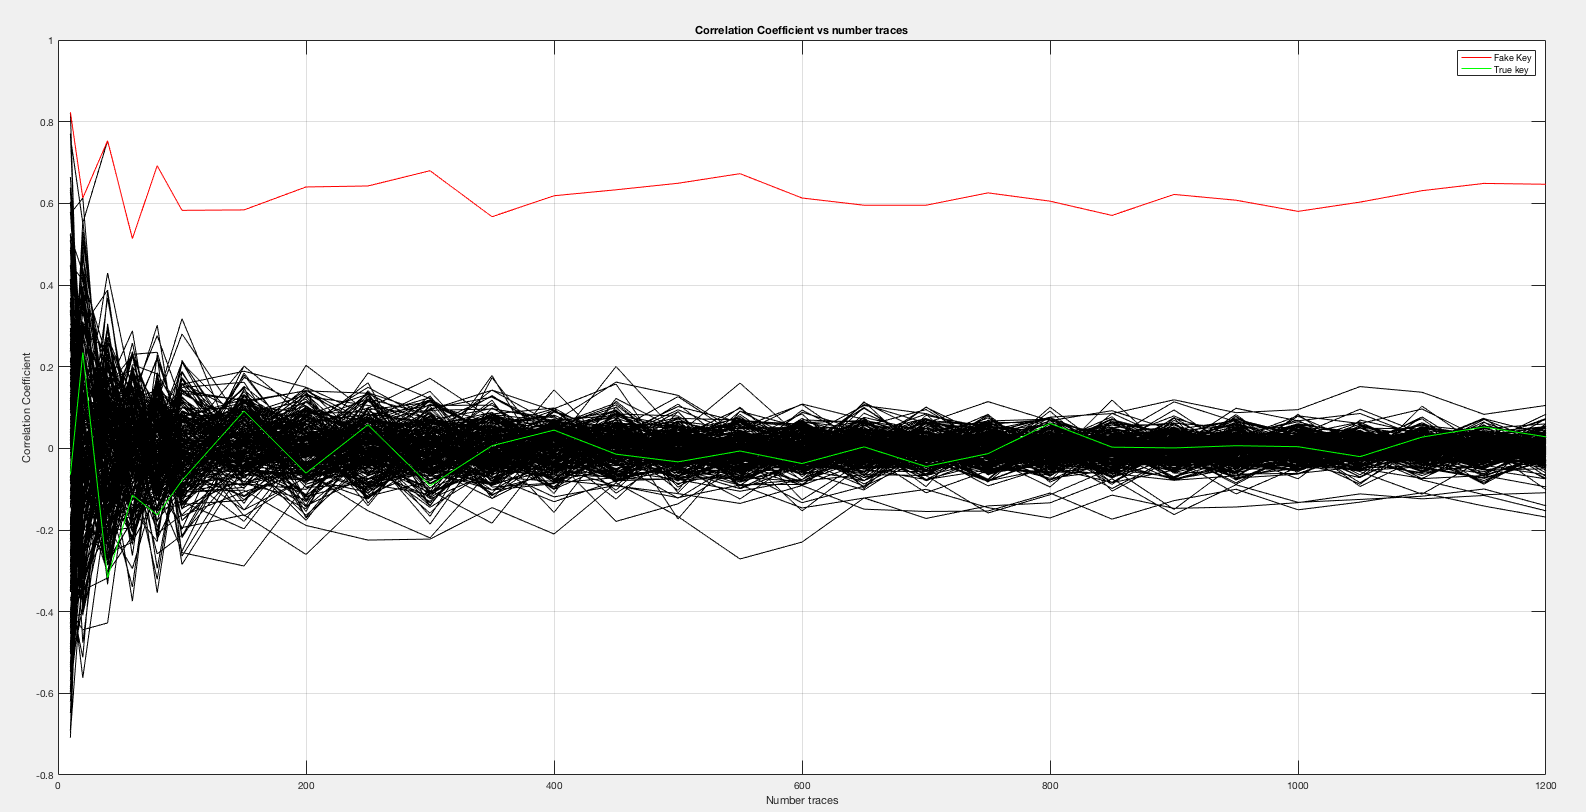 Correlation Coefficient vs number traces
1
Fake Key
True key
0.8
0.6
0.4
0.2
0
-0.2
-0.4
-0.6
-0.8
Correlation Coefficient
0 200 400 600 800 1000 1200
Number traces